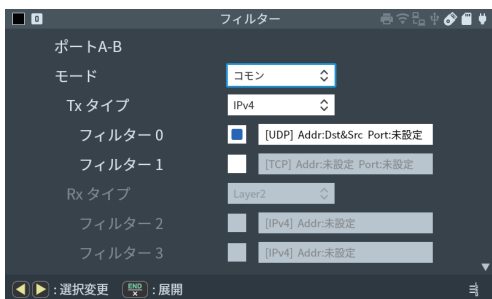 0 フィルター
ポートA-B
モード コモン
Tx タイプ IPv4
フィルター 0 [UDP] Addr:Dst&Src Port:未設定
フィルター 1 [TCP] Addr:未設定 Port:未設定
Rx タイプ Layer2
フィルター 2 [IPv4] Addr:未設定
フィルター 3 [IPv4] Addr:未設定
:選択変更 END × :展開